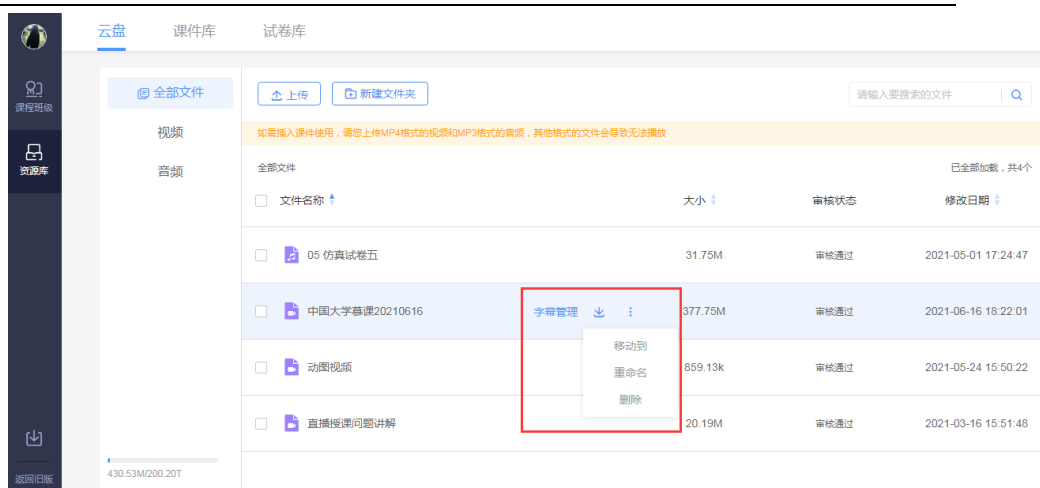 云盘 课件库 试卷库
课程班级
资源库
返回旧版
全部文件
视频
音频
430.53M/200.20T
上传 新建文件夹 请输入要搜索的文件
如需插入课件使用，请您上传MP4格式的视频和MP3格式的音频，其他格式的文件会导致无法播放
全部文件 已全部加载，共4个
文件名称 大小 审核状态 修改日期
05 仿真试卷五 31.75M 审核通过 2021-05-01 17:24:47
中国大学慕课20210616 字幕管理 377.75M 审核通过 2021-06-16 18:22:01
移动到
重命名
删除
动图视频 859.13k 审核通过 2021-05-24 15:50:22
直播授课问题讲解 20.19M 审核通过 2021-03-16 15:51:48